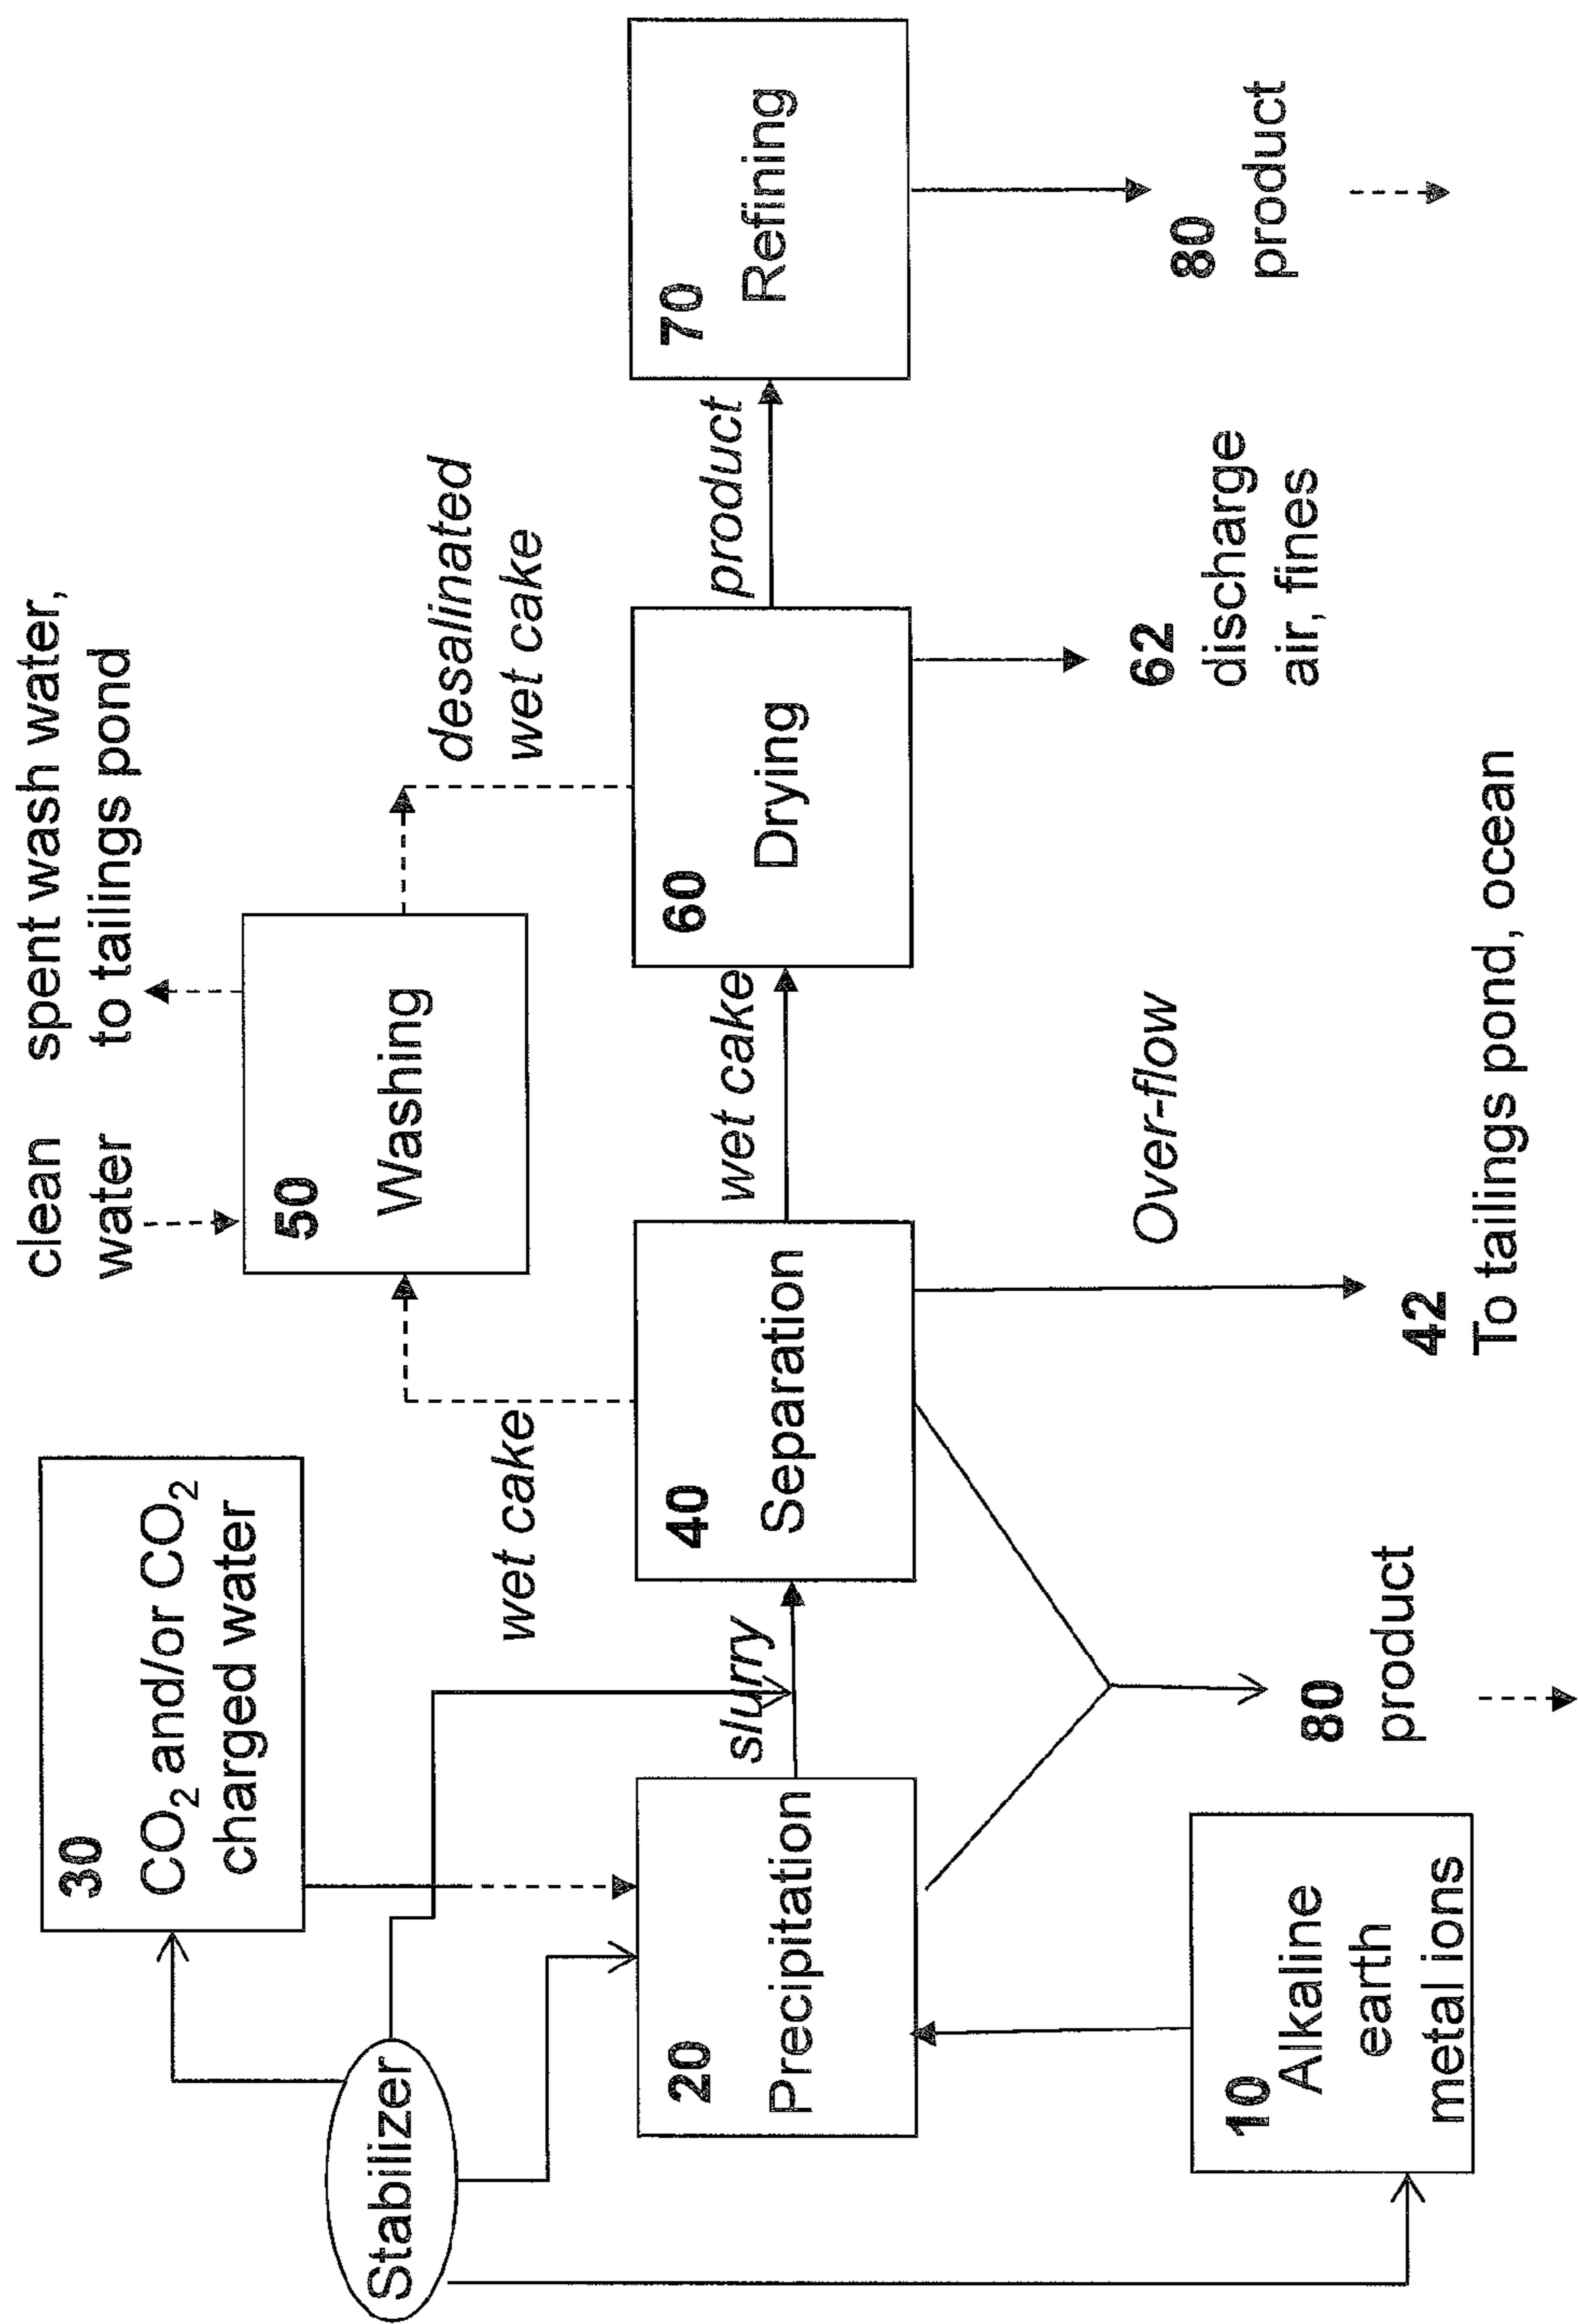 clean
water
spent wash water,
to tailings pond
30
CO₂ and/or CO₂
charged water
50
Washing
Stabilizer
wet cake
desalinated
wet cake
20
Precipitation
slurry
40
Separation
wet cake
60
Drying
product
70
Refining
10
Alkaline
earth
metal ions
80
product
Over-flow
42
To tailings pond, ocean
62
discharge
air, fines
80
product